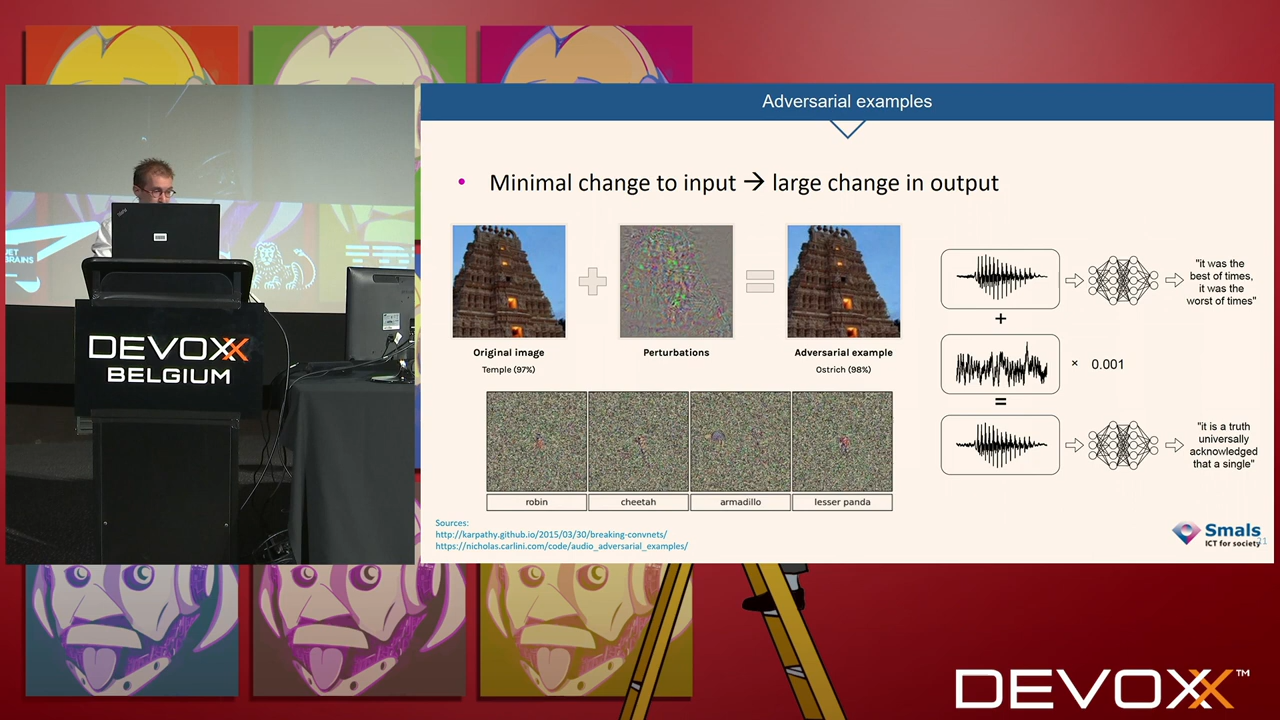 Adversarial examples
• Minimal change to input → large change in output
Original image
Temple (97%)
Perturbations
Adversarial example
Ostrich (98%)
robin
cheetah
armadillo
lesser panda
"it was the
best of times,
it was the
worst of times"
+
× 0.001
=
"it is a truth
universally
acknowledged
that a single"
Sources:
http://karpathy.github.io/2015/03/30/breaking-convnets/
https://nicholas.carlini.com/code/audio_adversarial_examples/
Smals
ICT for society
DEVOXX
BELGIUM
DEVOXX™